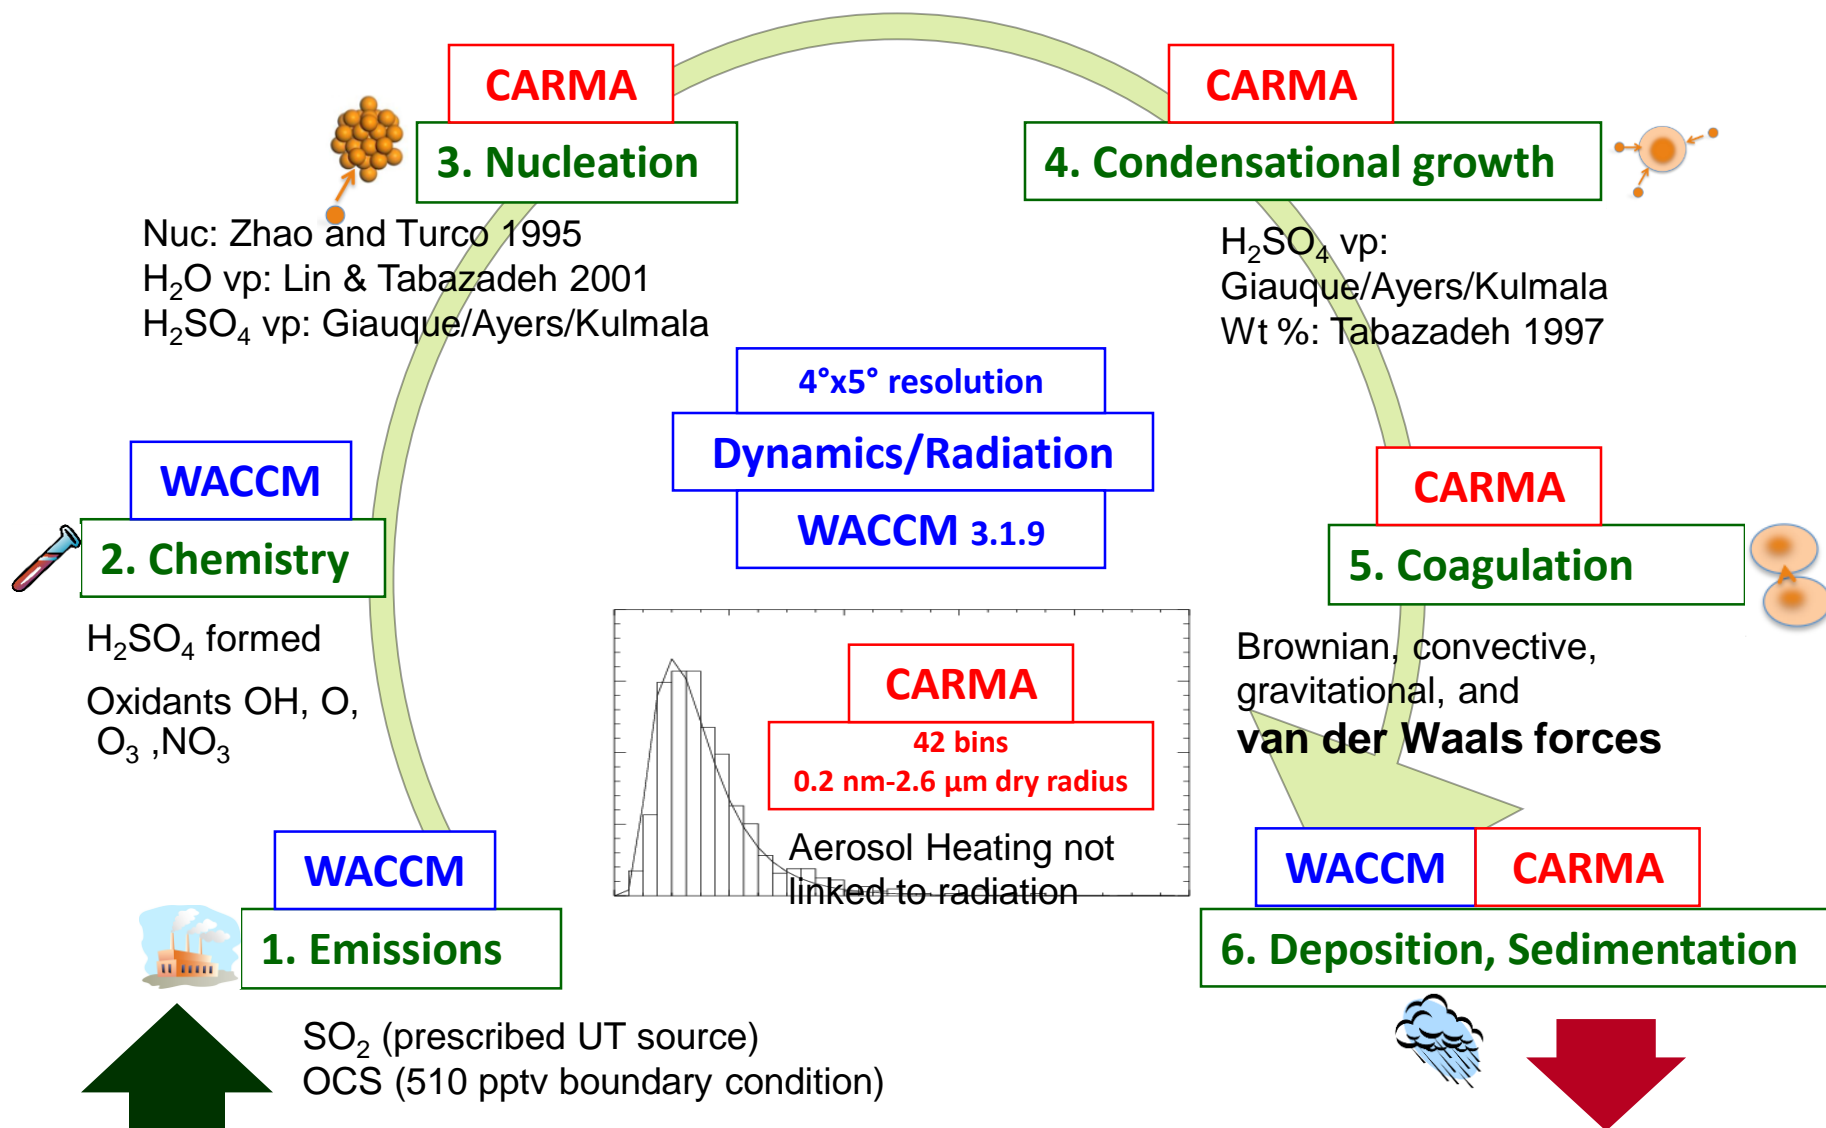 CARMA
3. Nucleation
Nuc: Zhao and Turco 1995
H₂O vp: Lin & Tabazadeh 2001
H₂SO₄ vp: Giauque/Ayers/Kulmala
CARMA
4. Condensational growth
H₂SO₄ vp:
Giauque/Ayers/Kulmala
Wt %: Tabazadeh 1997
4°x5° resolution
Dynamics/Radiation
WACCM 3.1.9
WACCM
2. Chemistry
H₂SO₄ formed
Oxidants OH, O,
O₃ ,NO₃
CARMA
5. Coagulation
Brownian, convective,
gravitational, and
van der Waals forces
CARMA
42 bins
0.2 nm-2.6 µm dry radius
Aerosol Heating not
linked to radiation
WACCM
1. Emissions
SO₂ (prescribed UT source)
OCS (510 pptv boundary condition)
WACCM CARMA
6. Deposition, Sedimentation